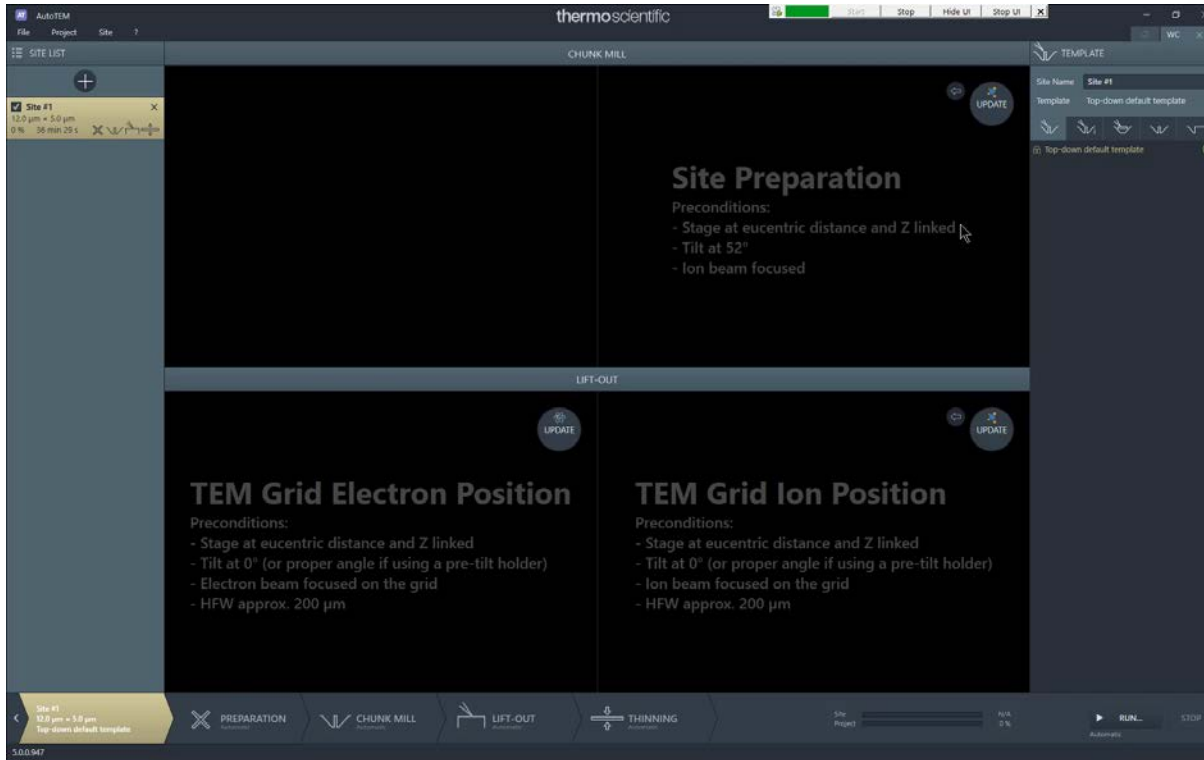 AutoTEM
thermoscientific
Start Stop Hide UI Stop UI
File Project Site ?
WC
SITE LIST
CHUNK MILL
TEMPLATE
Site #1
12.0 µm × 5.0 µm
0 % 36 min 29 s
UPDATE
Site Name Site #1
Template Top-down default template
Top-down default template
Site Preparation
Preconditions:
- Stage at eucentric distance and Z linked
- Tilt at 52°
- Ion beam focused
LIFT-OUT
UPDATE
UPDATE
TEM Grid Electron Position
Preconditions:
- Stage at eucentric distance and Z linked
- Tilt at 0° (or proper angle if using a pre-tilt holder)
- Electron beam focused on the grid
- HFW approx. 200 µm
TEM Grid Ion Position
Preconditions:
- Stage at eucentric distance and Z linked
- Tilt at 0° (or proper angle if using a pre-tilt holder)
- Ion beam focused on the grid
- HFW approx. 200 µm
Site #1
12.0 µm × 5.0 µm
Top-down default template
PREPARATION
Automatic
CHUNK MILL
Automatic
LIFT-OUT
Automatic
THINNING
Automatic
Site N/A
Project 0 %
RUN...
Automatic
STOP
5.0.0.947